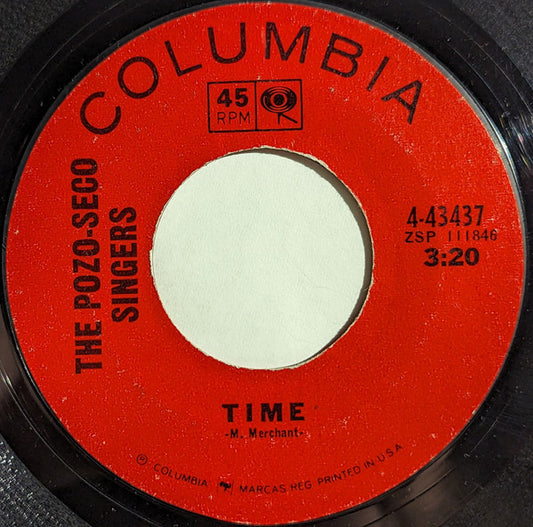 COLUMBIA
45
RPM
THE POZO-SECO
SINGERS
4-43437
ZSP 111846
3:20
TIME
-M. Merchant-
℗ COLUMBIA MARCAS REG. PRINTED IN U.S.A.